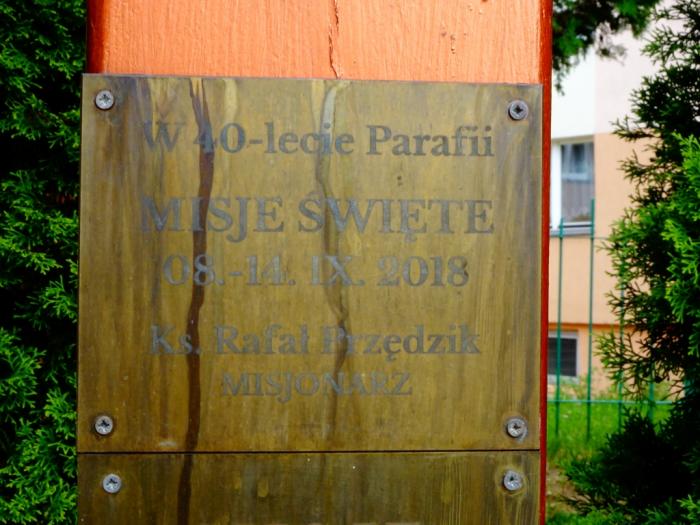 W 40-lecie Parafii
MISJE ŚWIĘTE
08.-14. IX. 2018
Ks. Rafał Przędzik
MISJONARZ